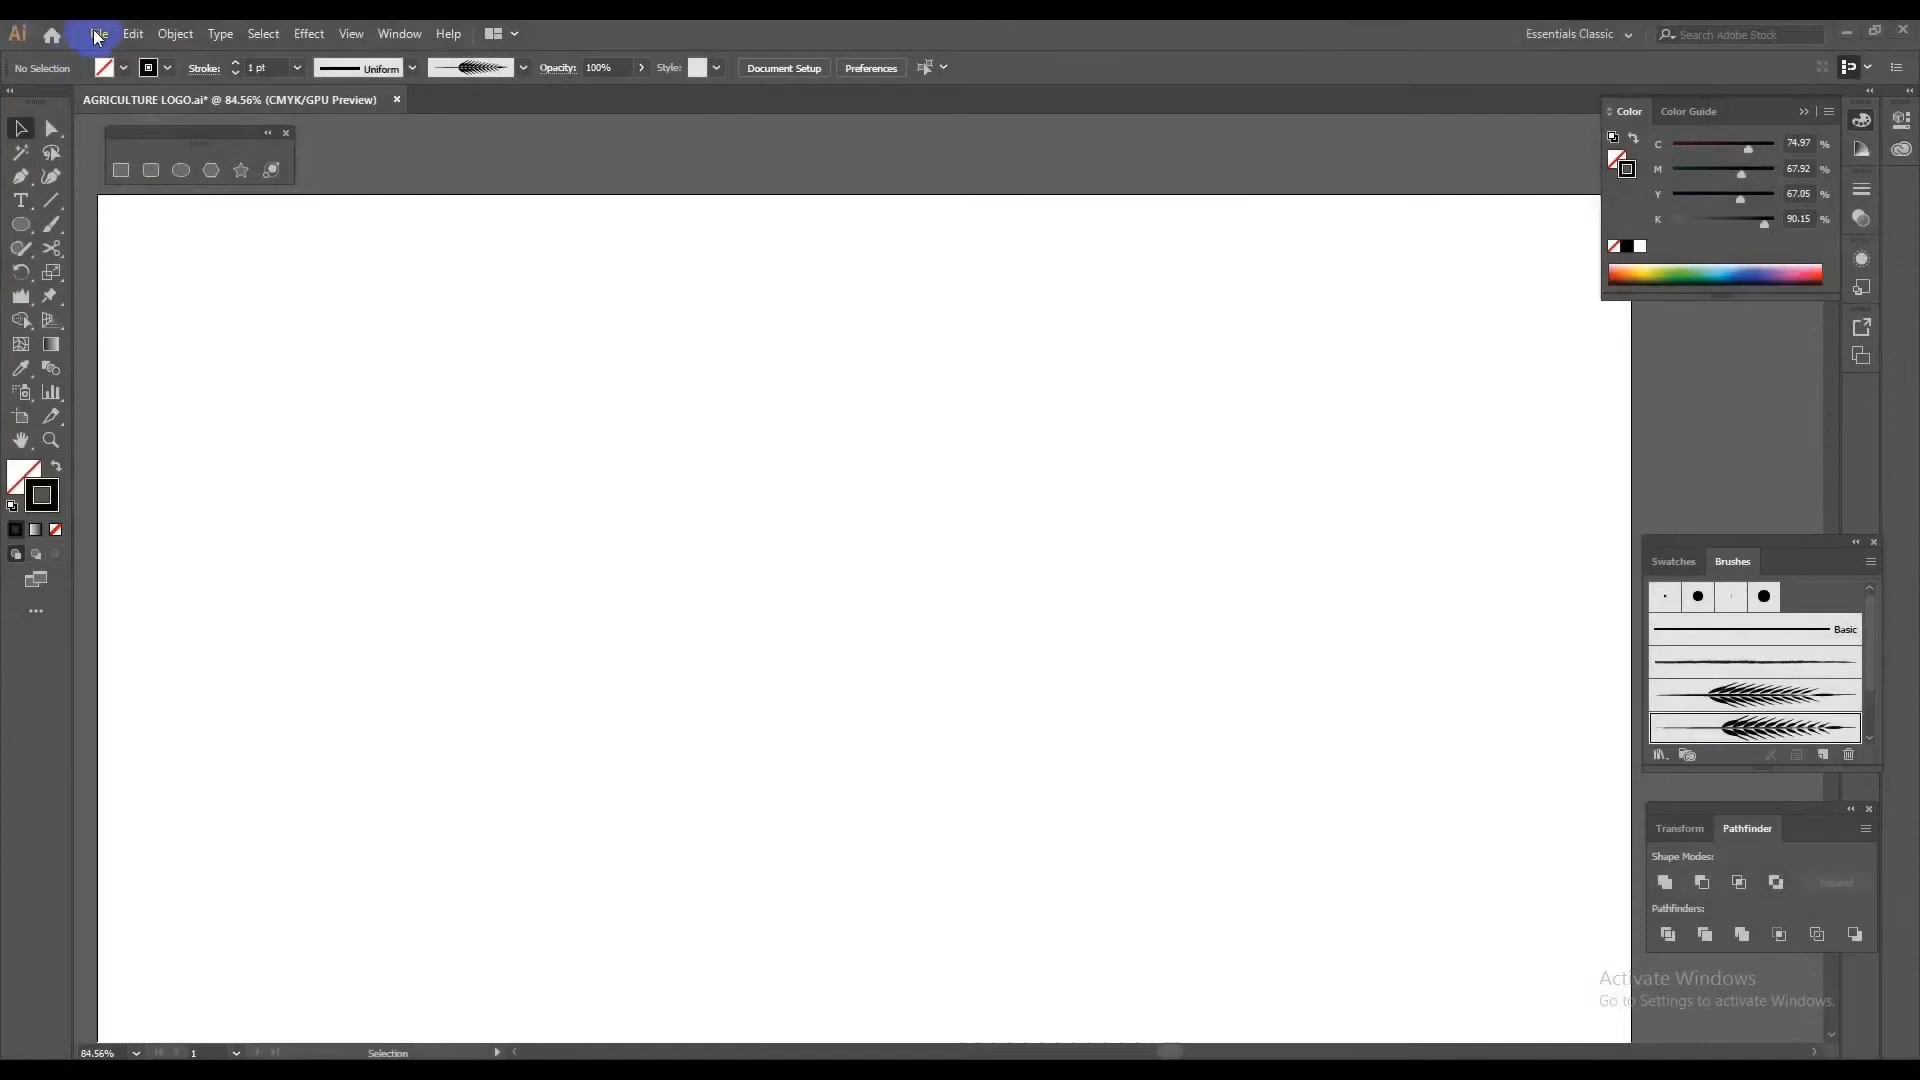 Ai File Edit Object Type Select Effect View Window Help Essentials Classic Search Adobe Stock
No Selection Stroke: 1 pt Uniform Opacity: 100% Style: Document Setup Preferences
AGRICULTURE LOGO.ai* @ 84.56% (CMYK/GPU Preview)
Color Color Guide
C 74.97 %
M 67.92 %
Y 67.05 %
K 90.15 %
Swatches Brushes
Basic
Transform Pathfinder
Shape Modes:
Expand
Pathfinders:
Activate Windows
Go to Settings to activate Windows.
84.56% 1 Selection